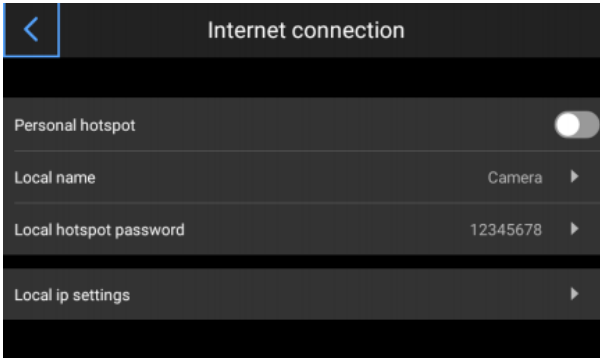 Internet connection
Personal hotspot
Local name Camera
Local hotspot password 12345678
Local ip settings